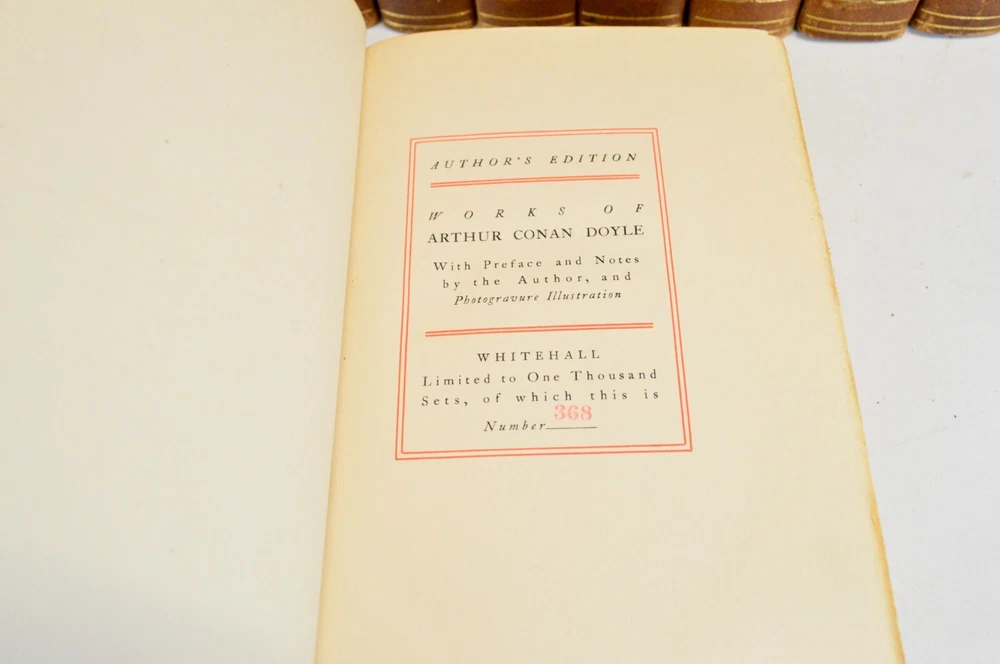 AUTHOR'S EDITION
WORKS OF
ARTHUR CONAN DOYLE
With Preface and Notes
by the Author, and
Photogravure Illustration
WHITEHALL
Limited to One Thousand
Sets, of which this is
Number 368